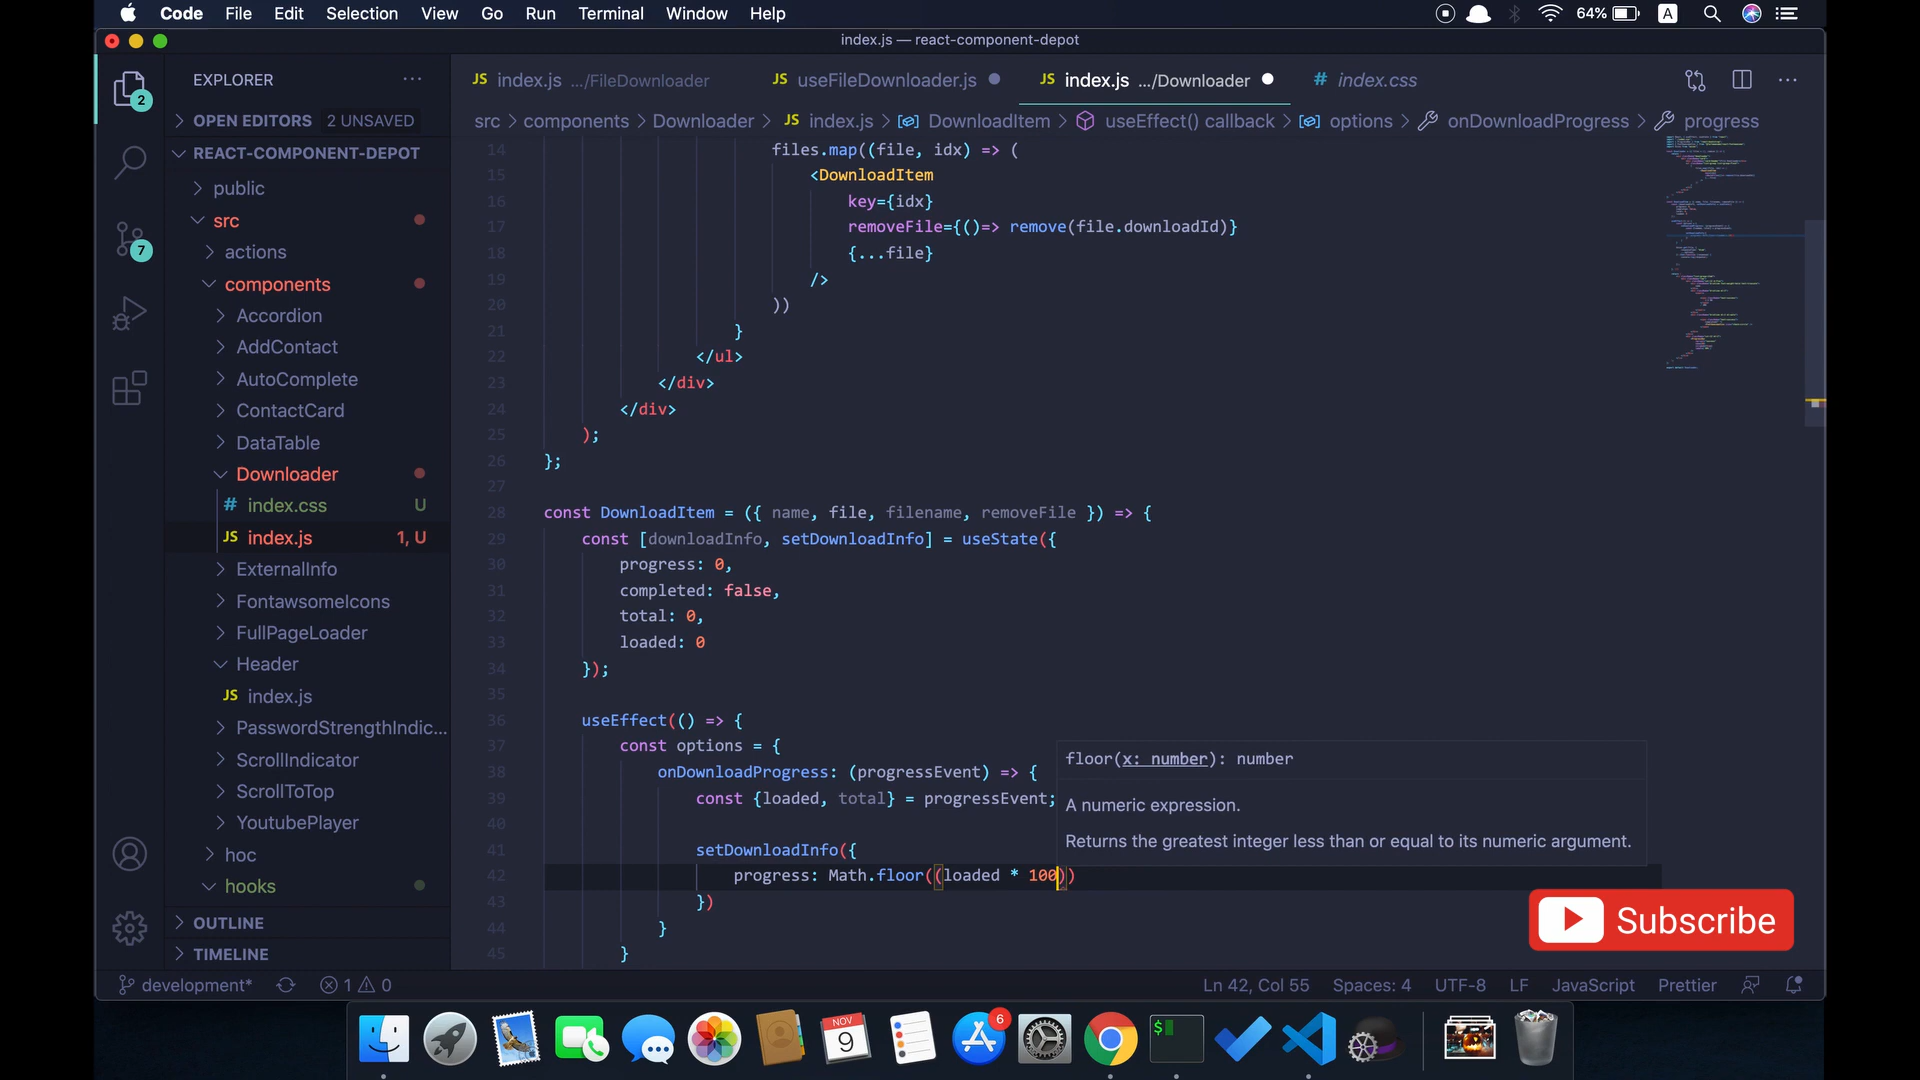 Code File Edit Selection View Go Run Terminal Window Help 64% A
index.js — react-component-depot
EXPLORER ···
2
OPEN EDITORS 2 UNSAVED
REACT-COMPONENT-DEPOT
public
src
actions
components
Accordion
AddContact
AutoComplete
ContactCard
DataTable
Downloader
# index.css U
JS index.js 1, U
ExternalInfo
FontawsomeIcons
FullPageLoader
Header
JS index.js
PasswordStrengthIndic...
ScrollIndicator
ScrollToTop
YoutubePlayer
hoc
hooks
OUTLINE
TIMELINE
7
JS index.js .../FileDownloader JS useFileDownloader.js JS index.js .../Downloader # index.css ···
src > components > Downloader > JS index.js > DownloadItem > useEffect() callback > options > onDownloadProgress > progress
14 files.map((file, idx) => (
15 <DownloadItem
16 key={idx}
17 removeFile={()=> remove(file.downloadId)}
18 {...file}
19 />
20 ))
21 }
22 </ul>
23 </div>
24 </div>
25 );
26 };
27
28 const DownloadItem = ({ name, file, filename, removeFile }) => {
29 const [downloadInfo, setDownloadInfo] = useState({
30 progress: 0,
31 completed: false,
32 total: 0,
33 loaded: 0
34 });
35
36 useEffect(() => {
37 const options = {
38 onDownloadProgress: (progressEvent) => {
39 const {loaded, total} = progressEvent;
40
41 setDownloadInfo({
42 progress: Math.floor((loaded * 100))
43 })
44 }
45 }
floor(x: number): number
A numeric expression.
Returns the greatest integer less than or equal to its numeric argument.
Subscribe
development* 1 0 Ln 42, Col 55 Spaces: 4 UTF-8 LF JavaScript Prettier
NOV
9
6
$